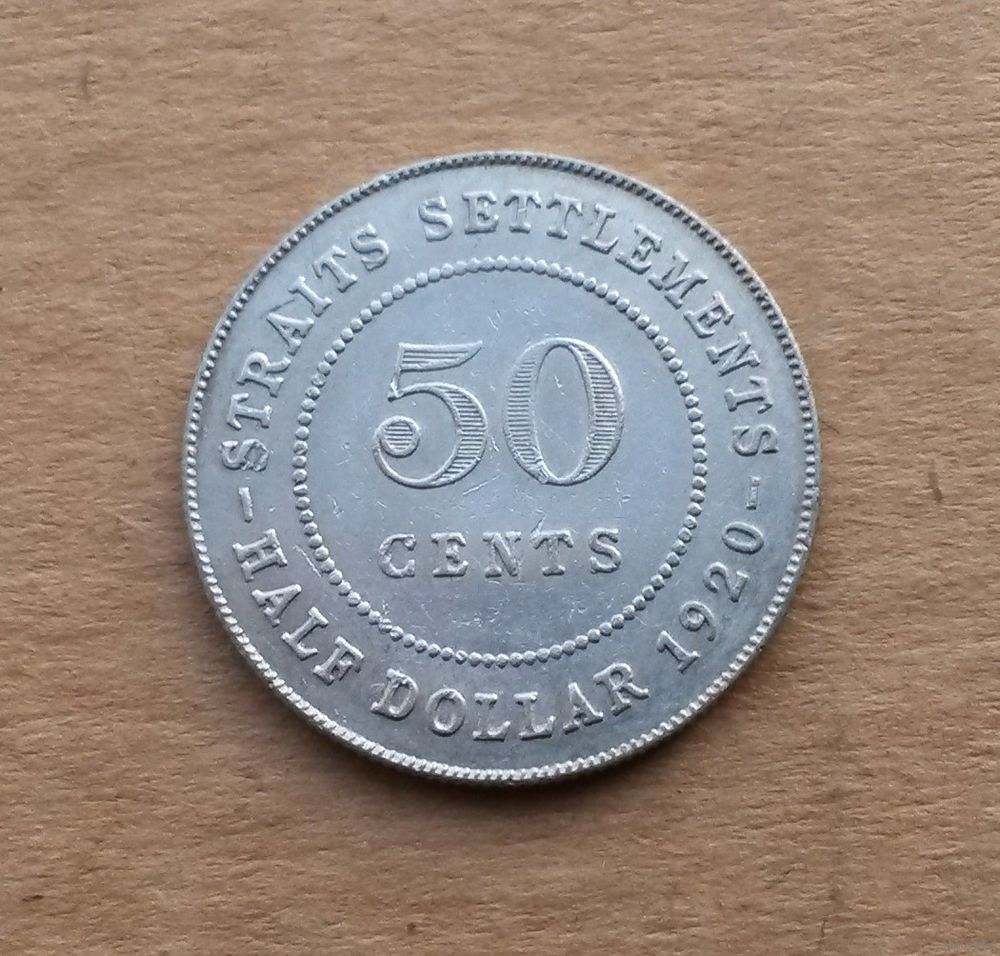 STRAITS SETTLEMENTS
50
CENTS
HALF DOLLAR 1920